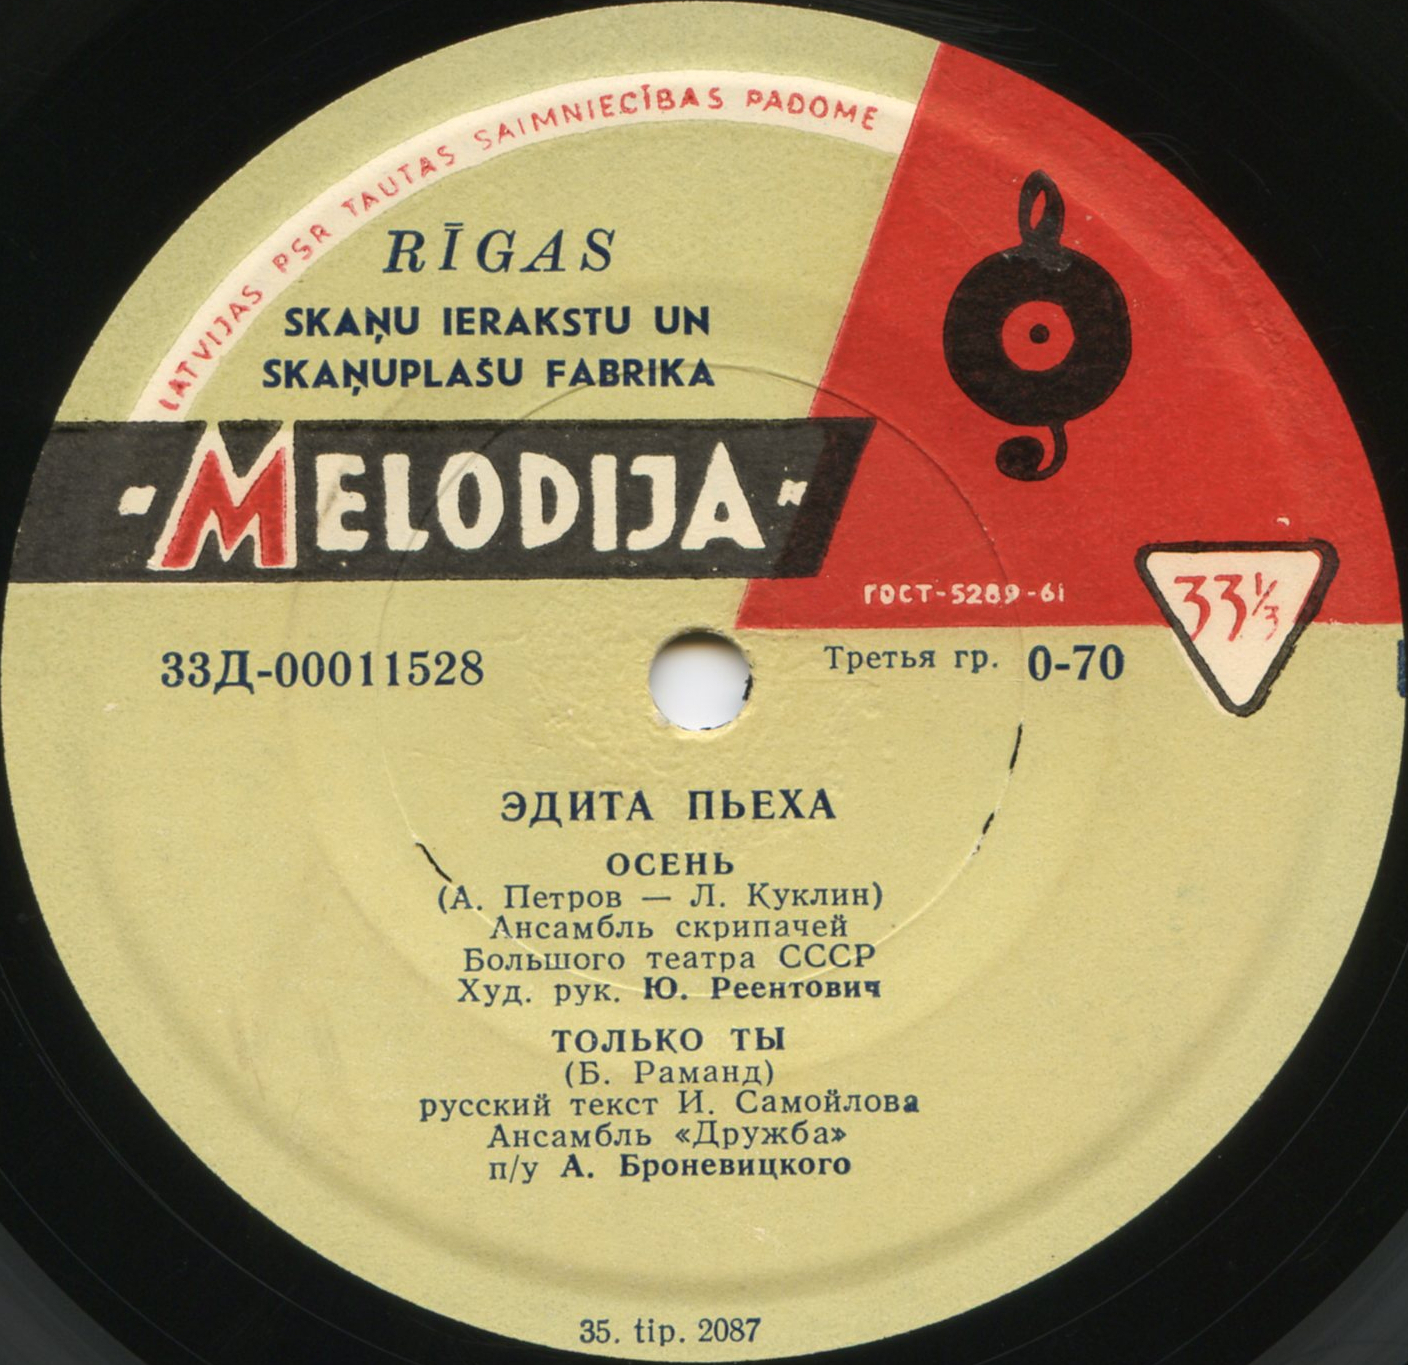 LATVIJAS PSR TAUTAS SAIMNIECĪBAS PADOME
RĪGAS
SKAŅU IERAKSTU UN
SKAŅUPLAŠU FABRIKA
"MELODIJA"
ГОСТ-5289-61
33⅓
33Д-00011528
Третья гр. 0-70
ЭДИТА ПЬЕХА
ОСЕНЬ
(А. Петров — Л. Куклин)
Ансамбль скрипачей
Большого театра СССР
Худ. рук. Ю. Реентович
ТОЛЬКО ТЫ
(Б. Раманд)
русский текст И. Самойлова
Ансамбль «Дружба»
п/у А. Броневицкого
35. tip. 2087